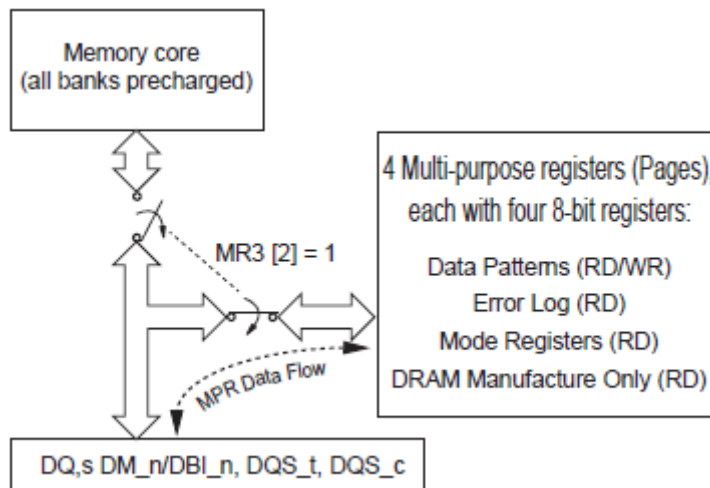 Memory core
(all banks precharged)
4 Multi-purpose registers (Pages),
each with four 8-bit registers:
Data Patterns (RD/WR)
Error Log (RD)
Mode Registers (RD)
DRAM Manufacture Only (RD)
MR3 [2] = 1
MPR Data Flow
DQ,s DM_n/DBI_n, DQS_t, DQS_c